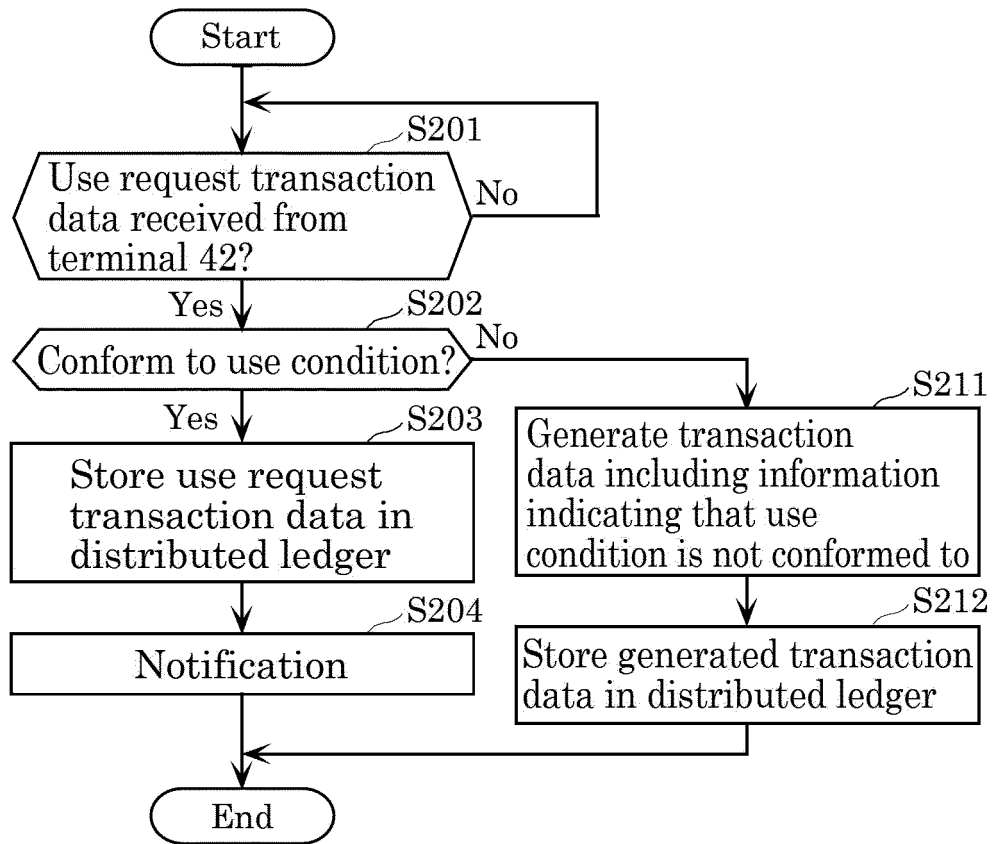 Start
S201
Use request transaction
data received from
terminal 42?
No
Yes
S202
Conform to use condition?
No
Yes
S203
Store use request
transaction data in
distributed ledger
S204
Notification
S211
Generate transaction
data including information
indicating that use
condition is not conformed to
S212
Store generated transaction
data in distributed ledger
End